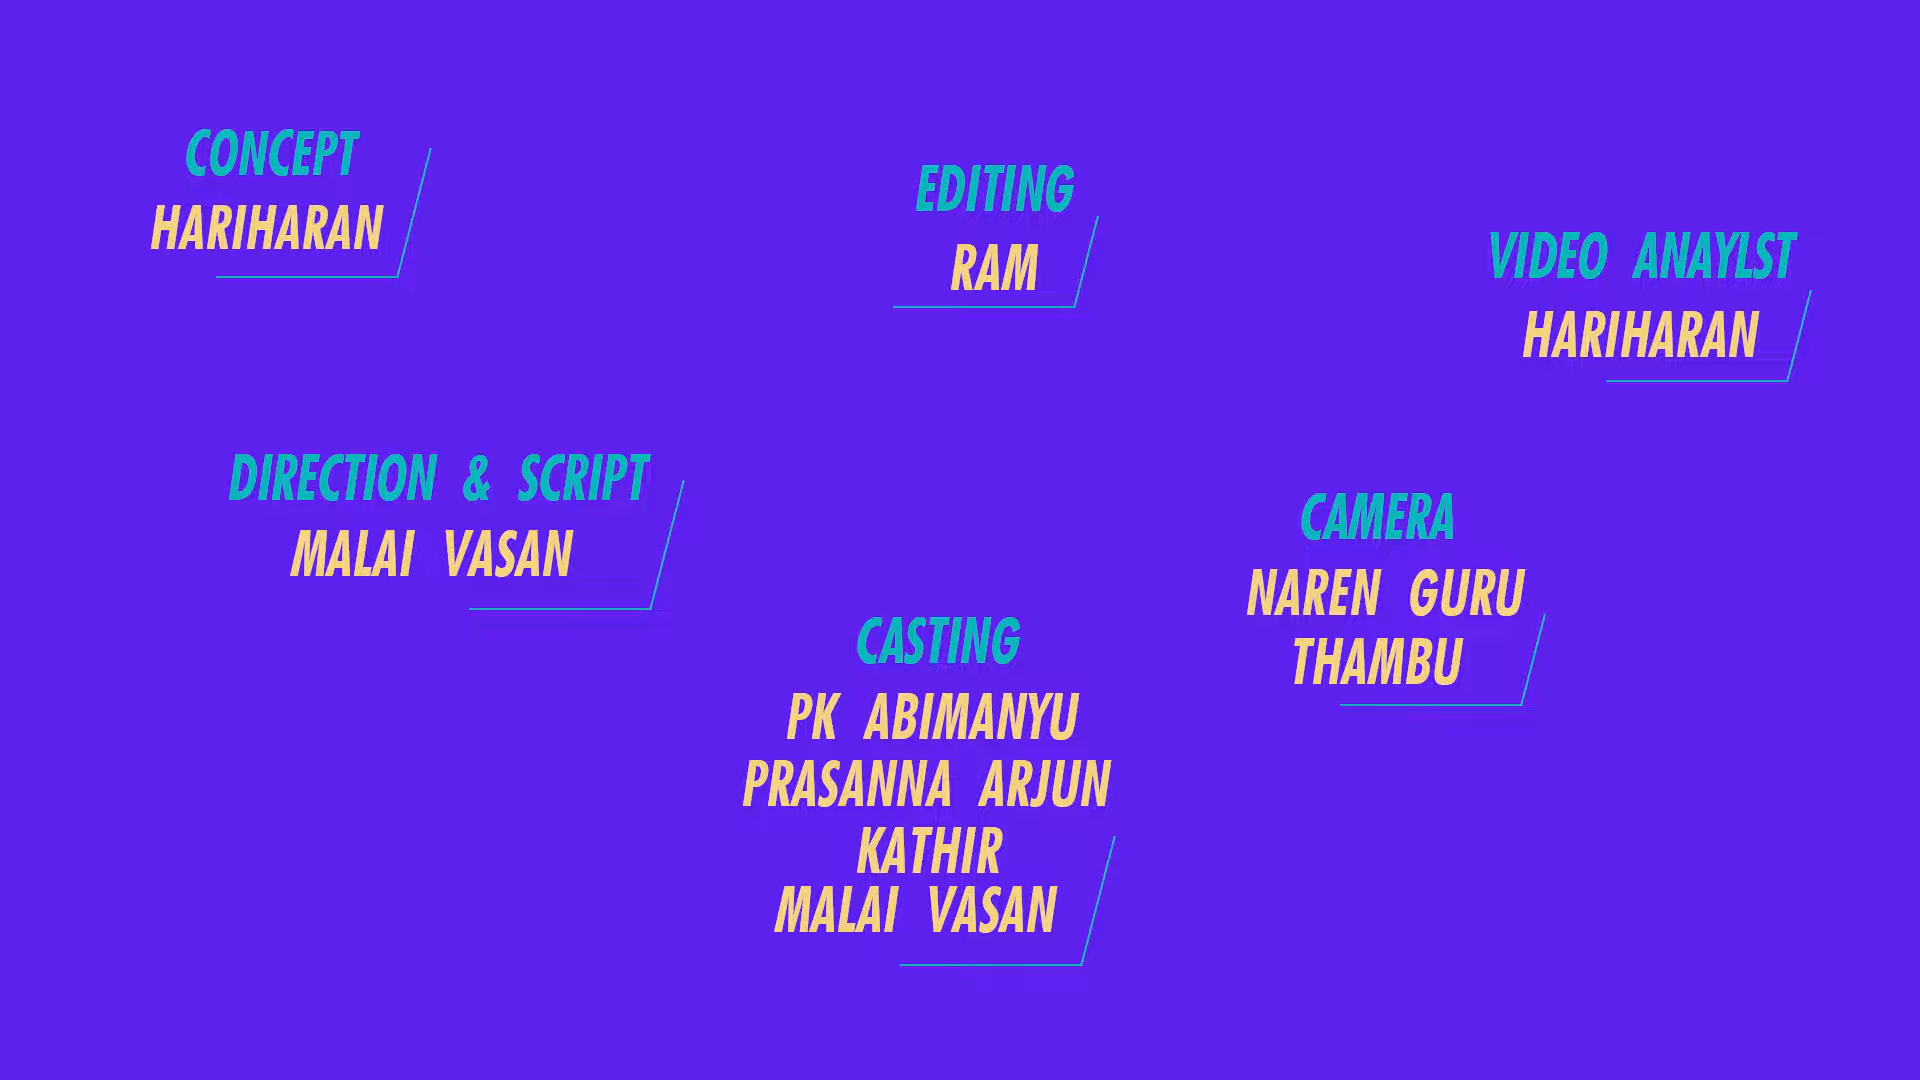 CONCEPT
HARIHARAN
EDITING
RAM
VIDEO ANAYLST
HARIHARAN
DIRECTION & SCRIPT
MALAI VASAN
CAMERA
NAREN GURU
THAMBU
CASTING
PK ABIMANYU
PRASANNA ARJUN
KATHIR
MALAI VASAN